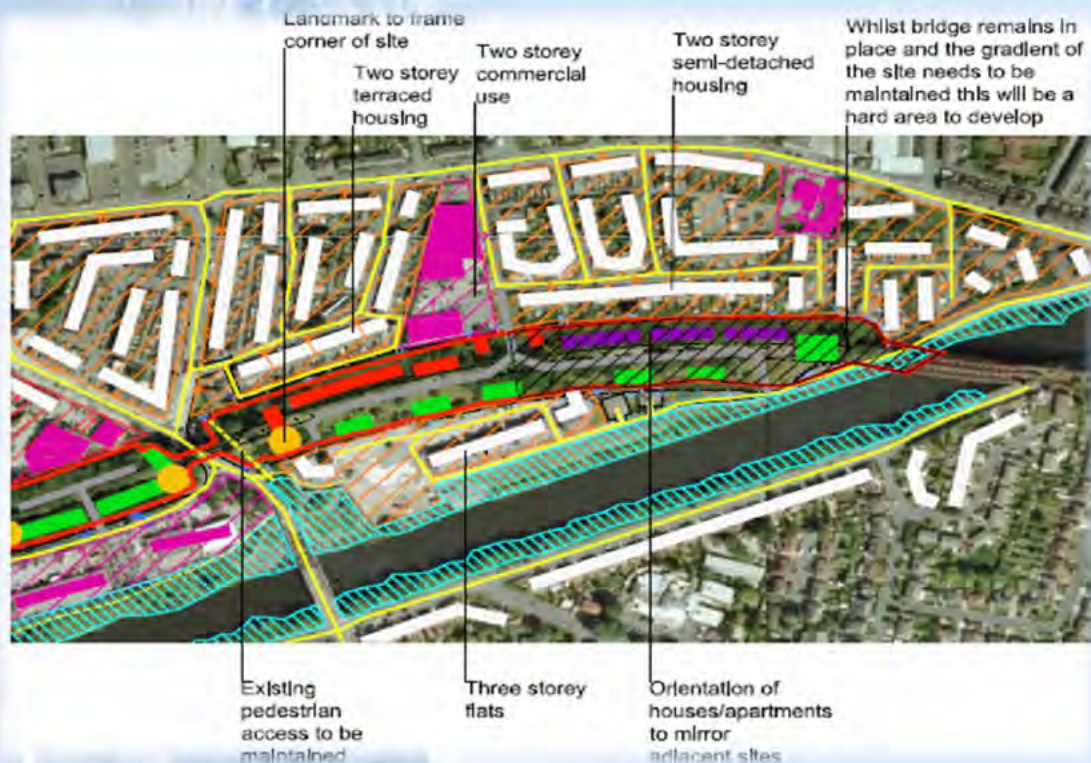 Landmark to frame
corner of site
Two storey
terraced
housing
Two storey
commercial
use
Two storey
semi-detached
housing
Whilst bridge remains in
place and the gradient of
the site needs to be
maintained this will be a
hard area to develop
Existing
pedestrian
access to be
maintained
Three storey
flats
Orientation of
houses/apartments
to mirror
adjacent sites